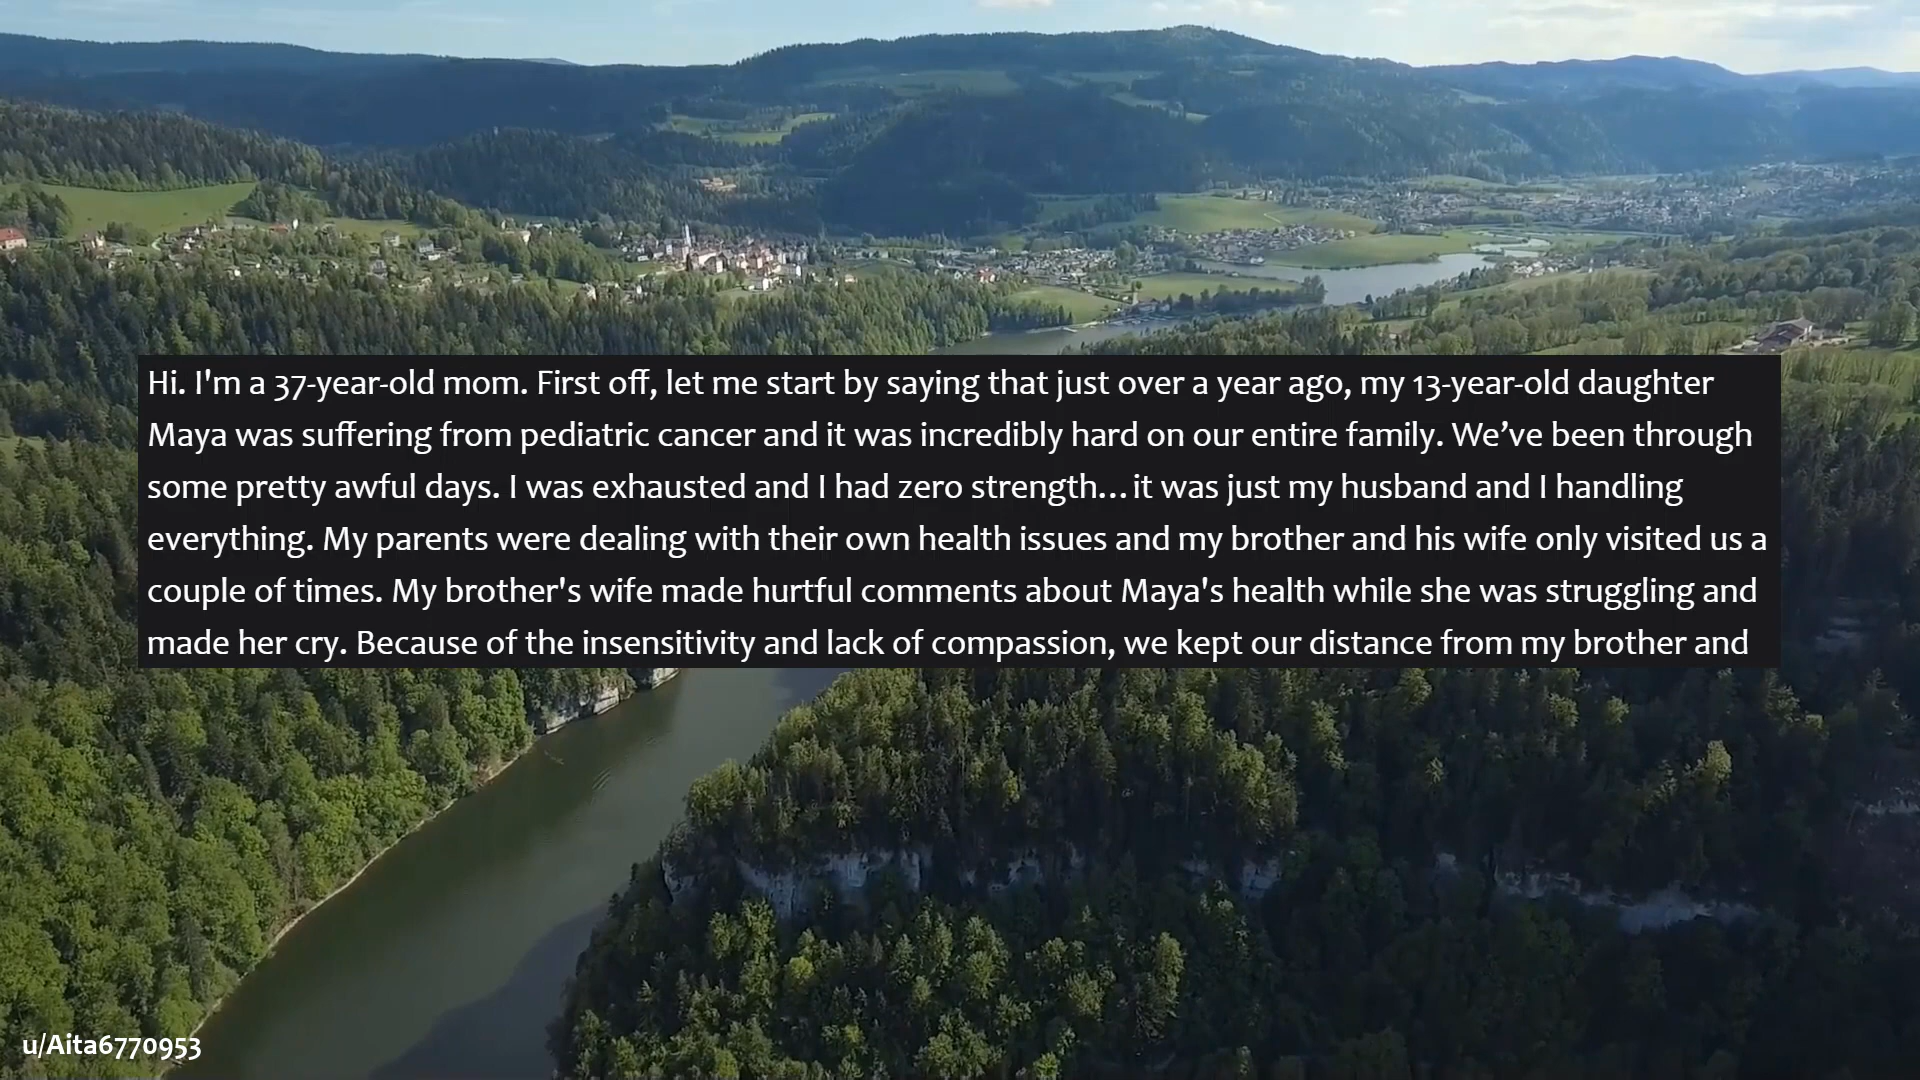 Hi. I'm a 37-year-old mom. First off, let me start by saying that just over a year ago, my 13-year-old daughter
Maya was suffering from pediatric cancer and it was incredibly hard on our entire family. We’ve been through
some pretty awful days. I was exhausted and I had zero strength…it was just my husband and I handling
everything. My parents were dealing with their own health issues and my brother and his wife only visited us a
couple of times. My brother's wife made hurtful comments about Maya's health while she was struggling and
made her cry. Because of the insensitivity and lack of compassion, we kept our distance from my brother and
u/Aita6770953